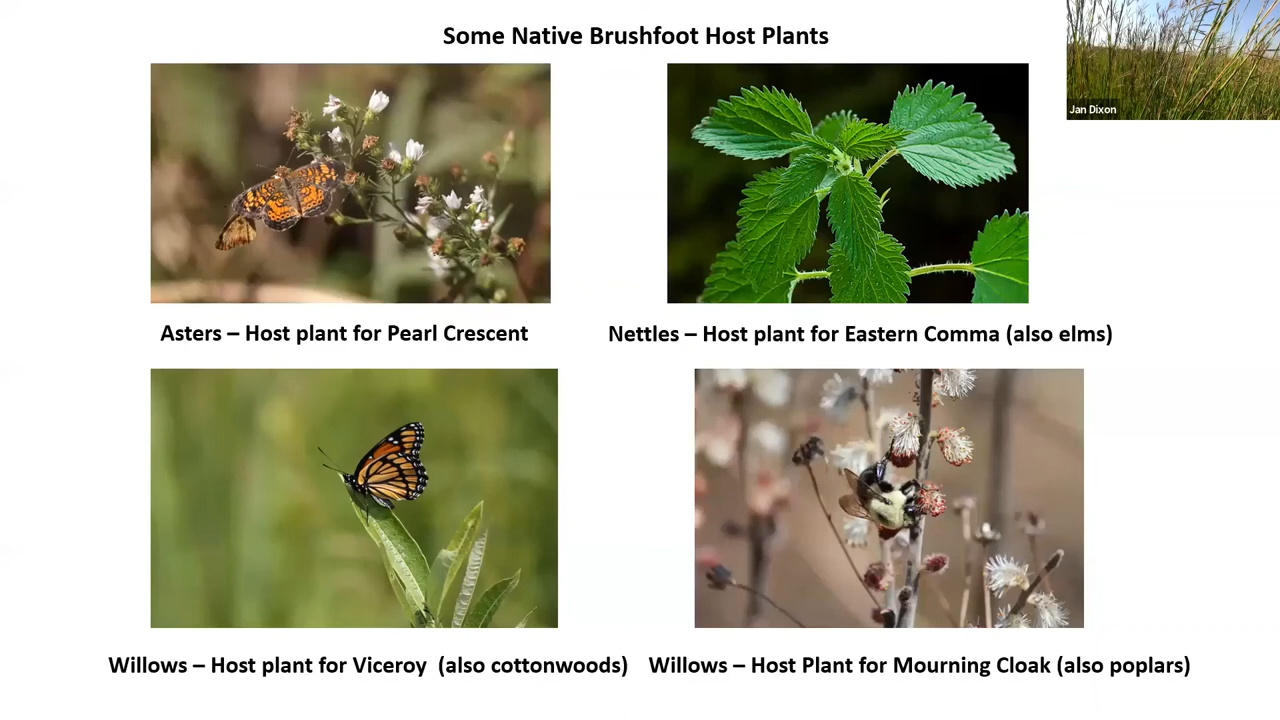 Some Native Brushfoot Host Plants
Jan Dixon
Asters – Host plant for Pearl Crescent
Nettles – Host plant for Eastern Comma (also elms)
Willows – Host plant for Viceroy (also cottonwoods)
Willows – Host Plant for Mourning Cloak (also poplars)